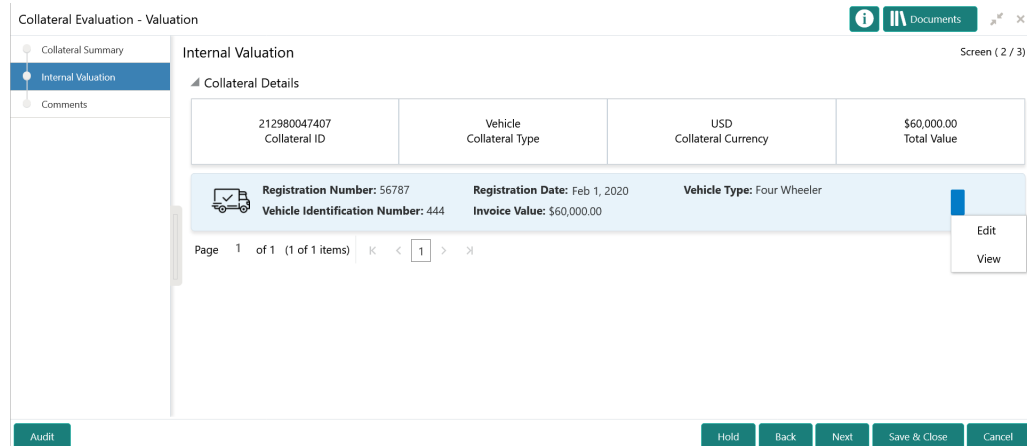 Collateral Evaluation - Valuation
i Documents
Collateral Summary
Internal Valuation
Comments
Internal Valuation
Screen ( 2 / 3)
Collateral Details
212980047407
Collateral ID
Vehicle
Collateral Type
USD
Collateral Currency
$60,000.00
Total Value
Registration Number: 56787 Registration Date: Feb 1, 2020 Vehicle Type: Four Wheeler
Vehicle Identification Number: 444 Invoice Value: $60,000.00
Edit
View
Page 1 of 1 (1 of 1 items) 1
Audit Hold Back Next Save & Close Cancel